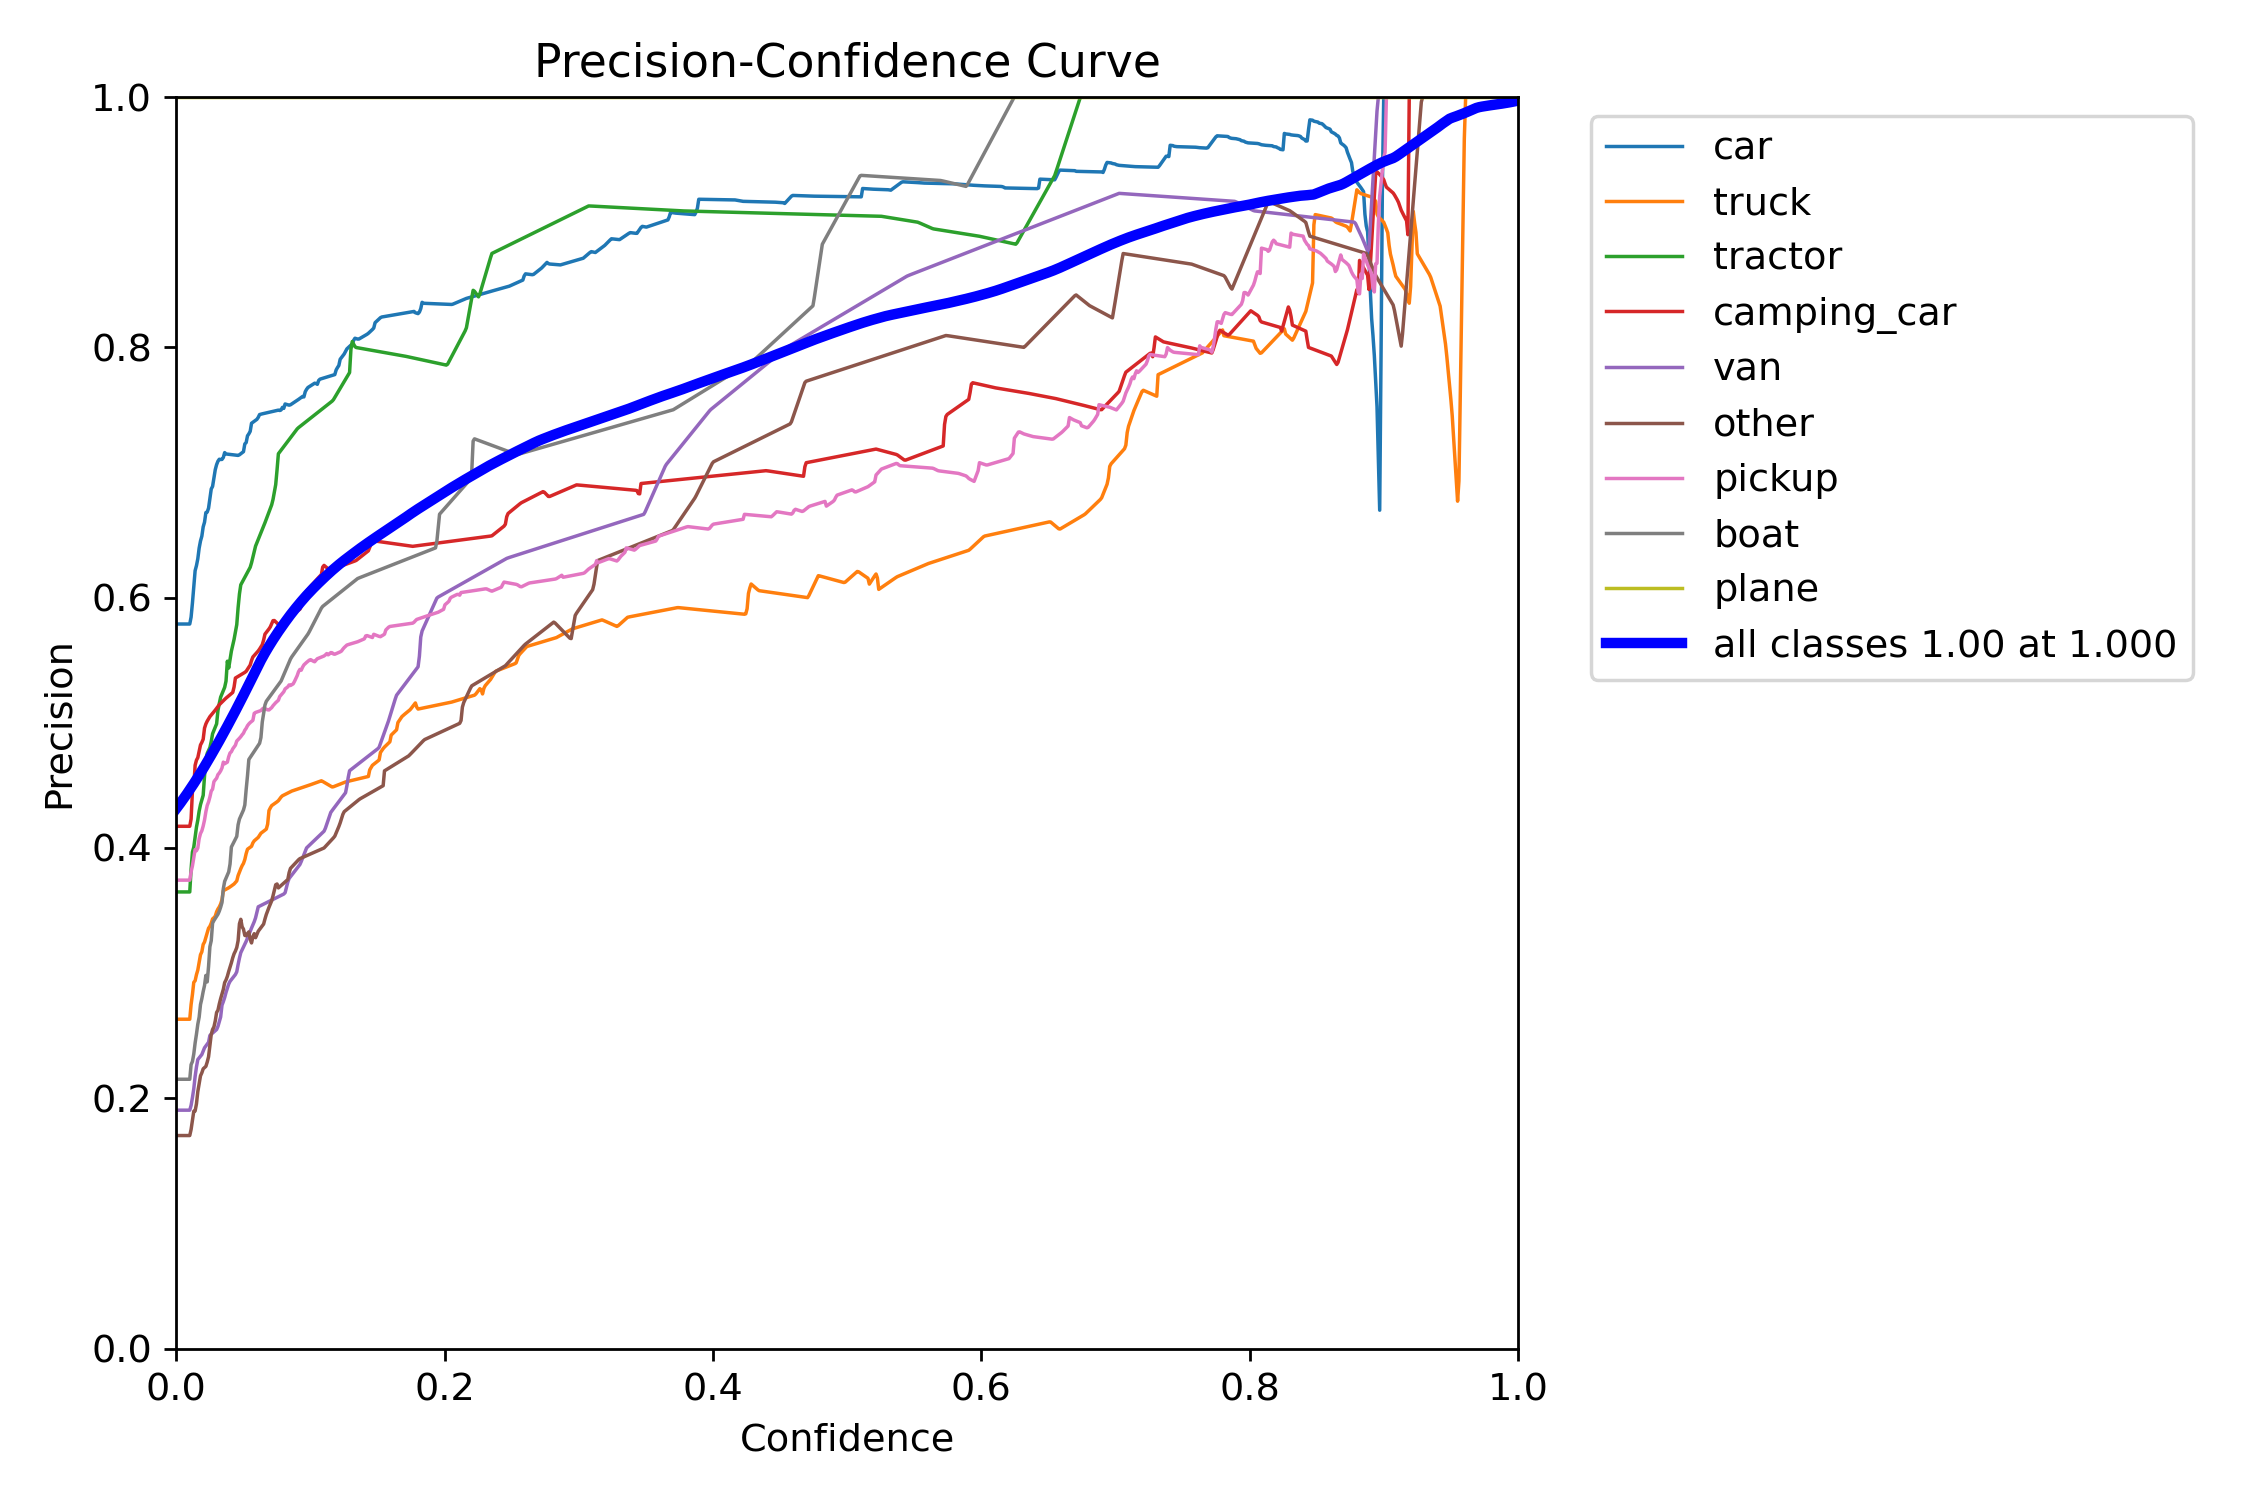 Precision-Confidence Curve
1.0
0.8
0.6
0.4
0.2
0.0
Precision
0.0 0.2 0.4 0.6 0.8 1.0
Confidence
car
truck
tractor
camping_car
van
other
pickup
boat
plane
all classes 1.00 at 1.000